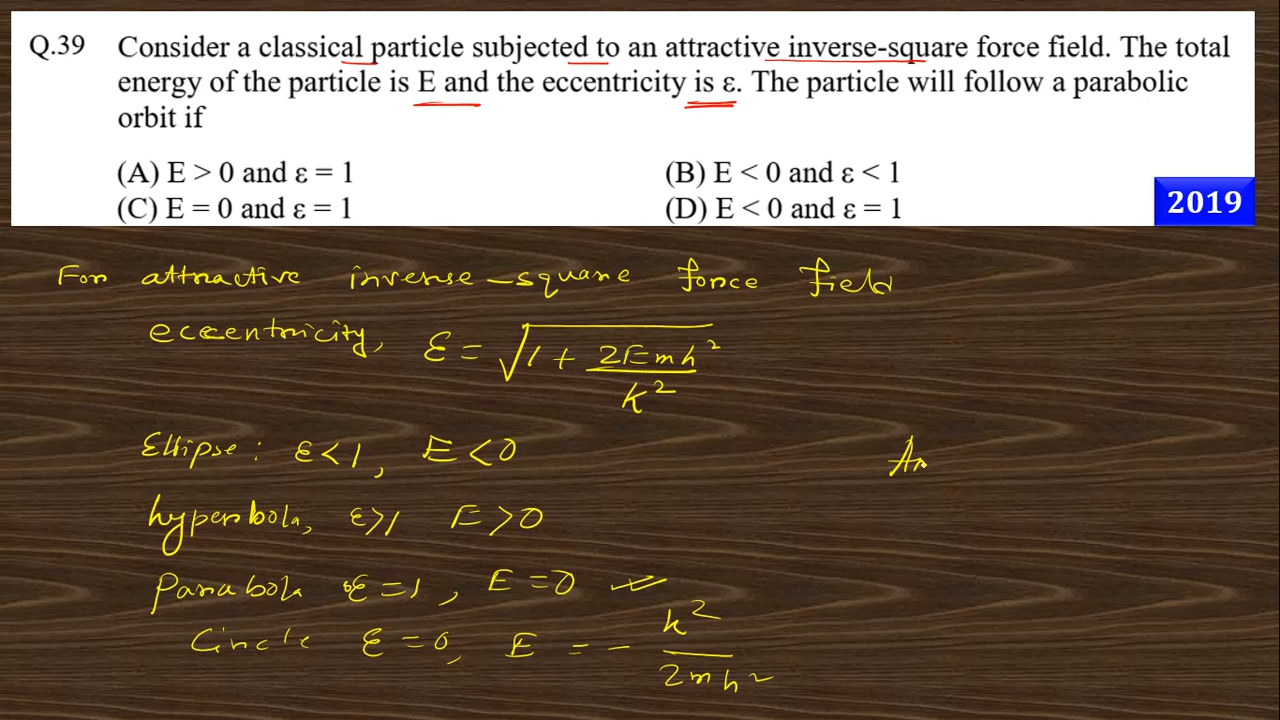 Q.39 Consider a classical particle subjected to an attractive inverse-square force field. The total
energy of the particle is E and the eccentricity is ε. The particle will follow a parabolic
orbit if
(A) E > 0 and ε = 1 (B) E < 0 and ε < 1
(C) E = 0 and ε = 1 (D) E < 0 and ε = 1
2019
For attractive inverse-square force field
eccentricity, ε = √(1 + 2Emh²/k²)
Ellipse : ε < 1, E < 0
hyperbola, ε > 1 E > 0
Parabola ε = 1, E = 0 ✓
Circle ε = 0, E = - k²/2mh²
An